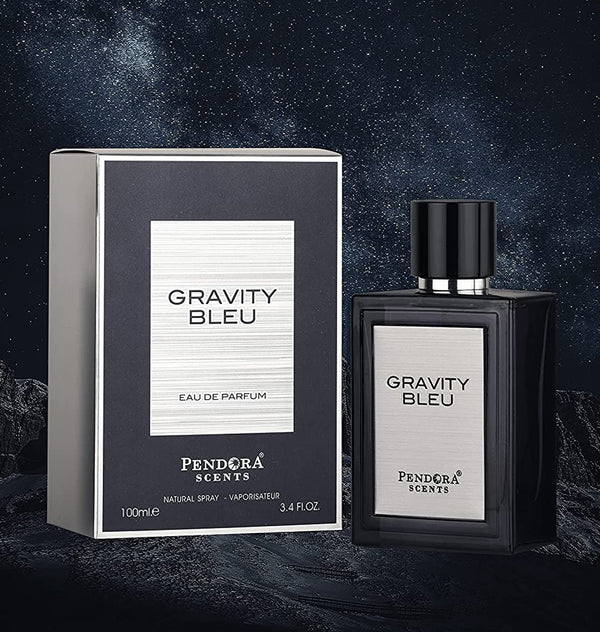 GRAVITY
BLEU
EAU DE PARFUM
PENDORA®
SCENTS
NATURAL SPRAY - VAPORISATEUR
100ml.e
3.4 Fl.OZ.
GRAVITY
BLEU
PENDORA®
SCENTS